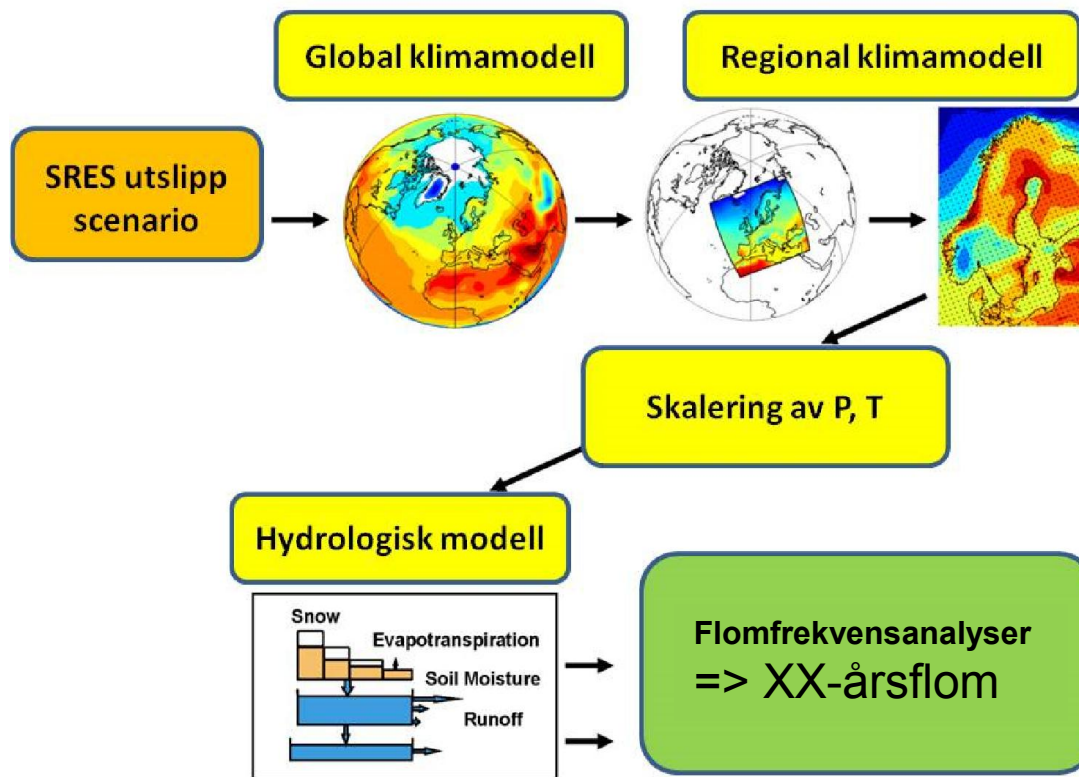 Global klimamodell
Regional klimamodell
SRES utslipp
scenario
Skalering av P, T
Hydrologisk modell
Snow
Evapotranspiration
Soil Moisture
Runoff
Flomfrekvensanalyser
=> XX-årsflom